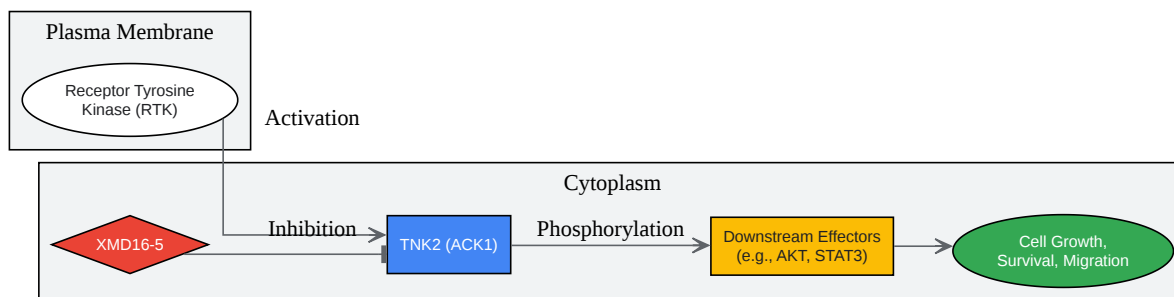 Plasma Membrane
Receptor Tyrosine
Kinase (RTK)
Activation
Cytoplasm
XMD16-5
Inhibition
TNK2 (ACK1)
Phosphorylation
Downstream Effectors
(e.g., AKT, STAT3)
Cell Growth,
Survival, Migration